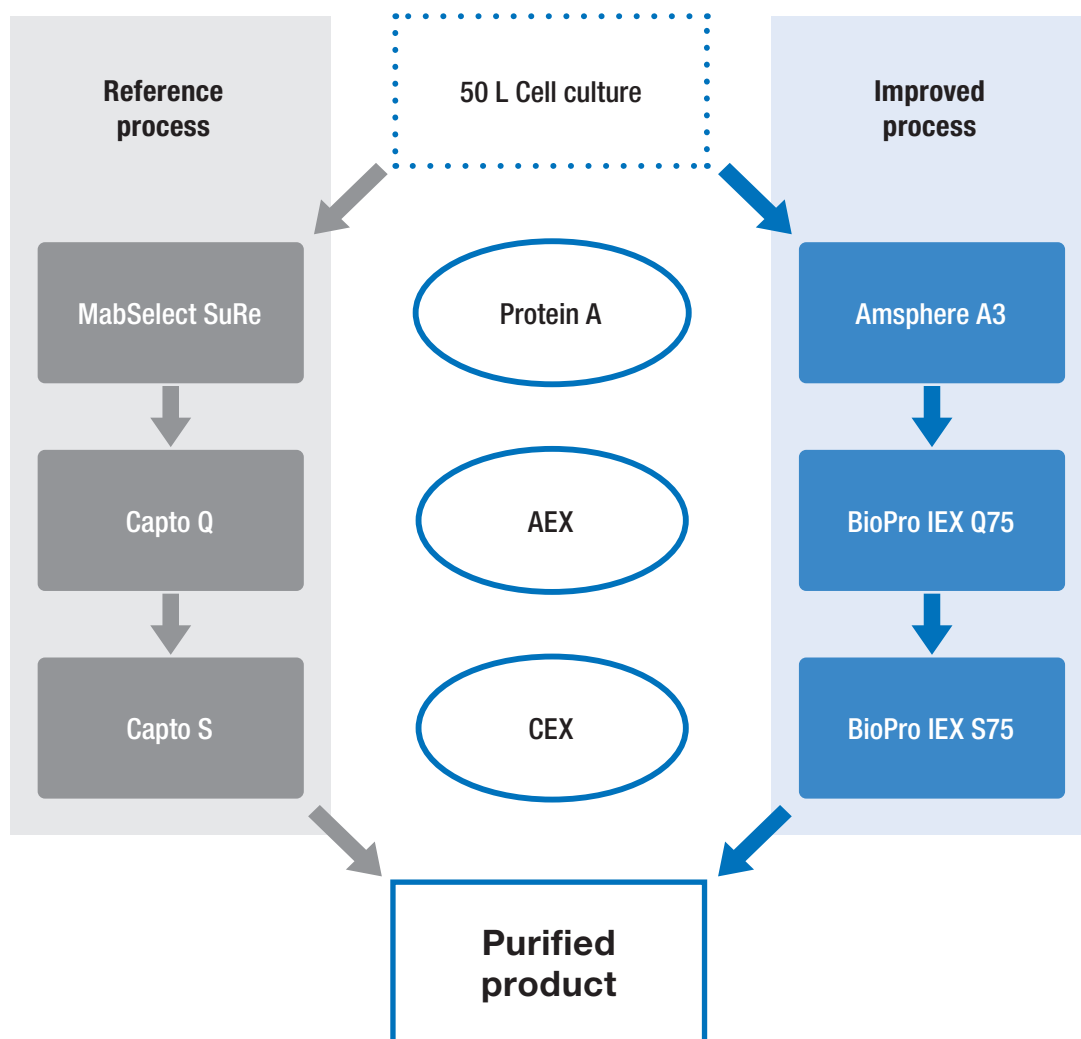 Reference
process
50 L Cell culture
Improved
process
MabSelect SuRe
Protein A
Amsphere A3
Capto Q
AEX
BioPro IEX Q75
Capto S
CEX
BioPro IEX S75
Purified
product